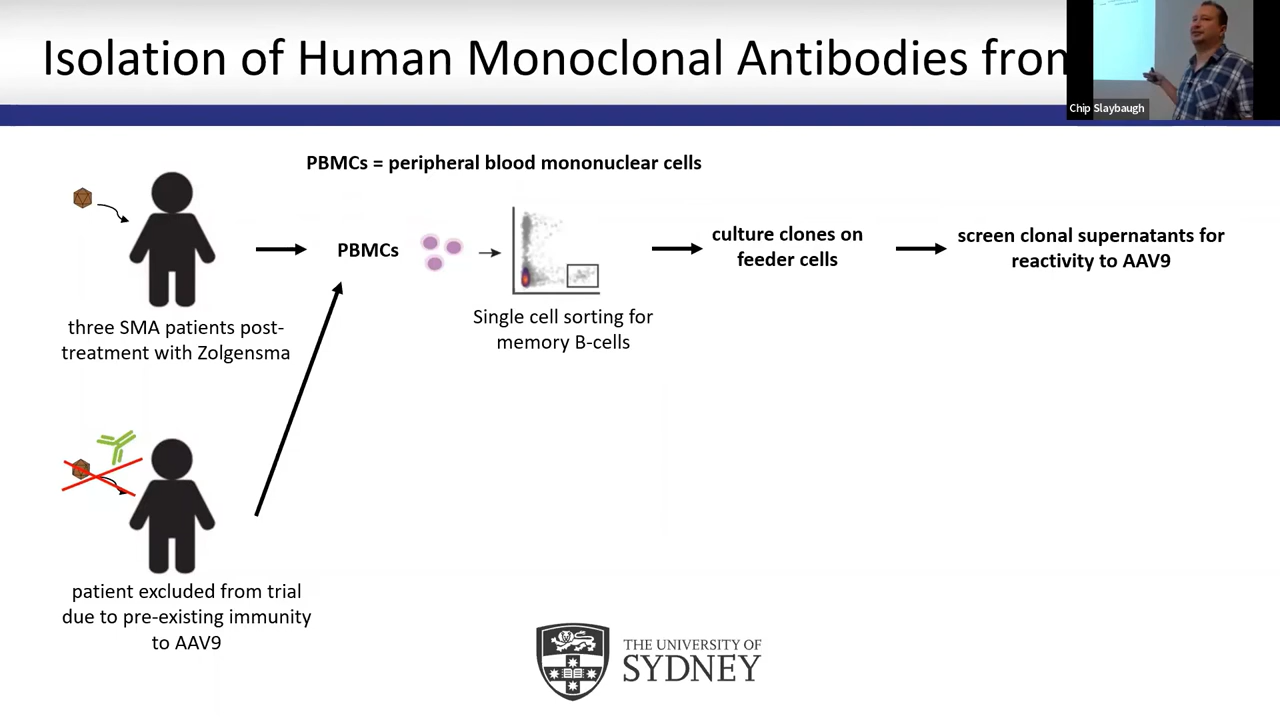 Isolation of Human Monoclonal Antibodies from
Chip Slaybaugh
PBMCs = peripheral blood mononuclear cells
PBMCs
culture clones on
feeder cells
screen clonal supernatants for
reactivity to AAV9
Single cell sorting for
memory B-cells
three SMA patients post-
treatment with Zolgensma
patient excluded from trial
due to pre-existing immunity
to AAV9
THE UNIVERSITY OF
SYDNEY